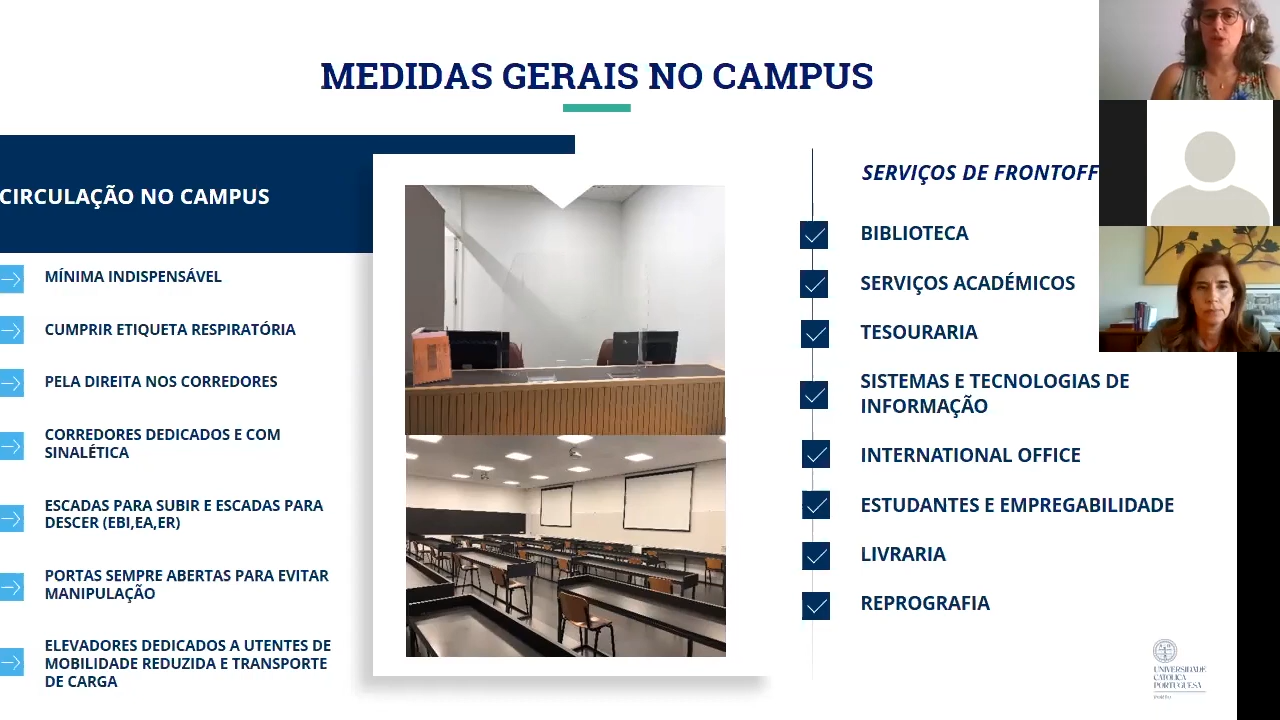 MEDIDAS GERAIS NO CAMPUS
CIRCULAÇÃO NO CAMPUS
MÍNIMA INDISPENSÁVEL
CUMPRIR ETIQUETA RESPIRATÓRIA
PELA DIREITA NOS CORREDORES
CORREDORES DEDICADOS E COM
SINALÉTICA
ESCADAS PARA SUBIR E ESCADAS PARA
DESCER (EBI,EA,ER)
PORTAS SEMPRE ABERTAS PARA EVITAR
MANIPULAÇÃO
ELEVADORES DEDICADOS A UTENTES DE
MOBILIDADE REDUZIDA E TRANSPORTE
DE CARGA
SERVIÇOS DE FRONTOFF
BIBLIOTECA
SERVIÇOS ACADÉMICOS
TESOURARIA
SISTEMAS E TECNOLOGIAS DE
INFORMAÇÃO
INTERNATIONAL OFFICE
ESTUDANTES E EMPREGABILIDADE
LIVRARIA
REPROGRAFIA
UNIVERSIDADE
CATOLICA
PORTUGUESA
PORTO